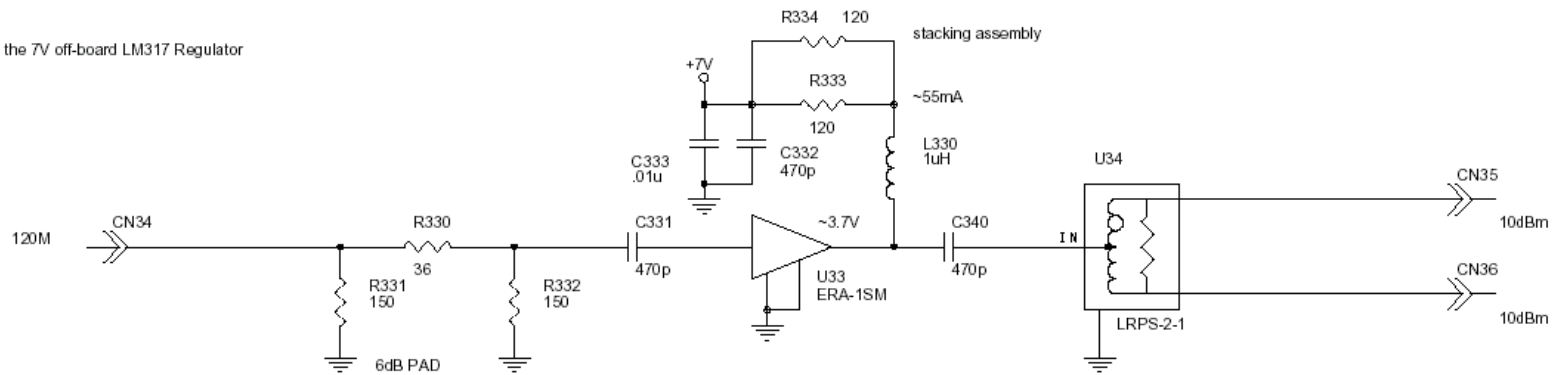 R334 120
stacking assembly
the 7V off-board LM317 Regulator
+7V
R333
~55mA
120
C333
.01u
C332
470p
L330
1uH
U34
CN35
10dBm
CN34
R330
C331
~3.7V
C340
120M
IN
36
470p
470p
R331
150
R332
150
U33
ERA-1SM
CN36
10dBm
LRPS-2-1
6dB PAD